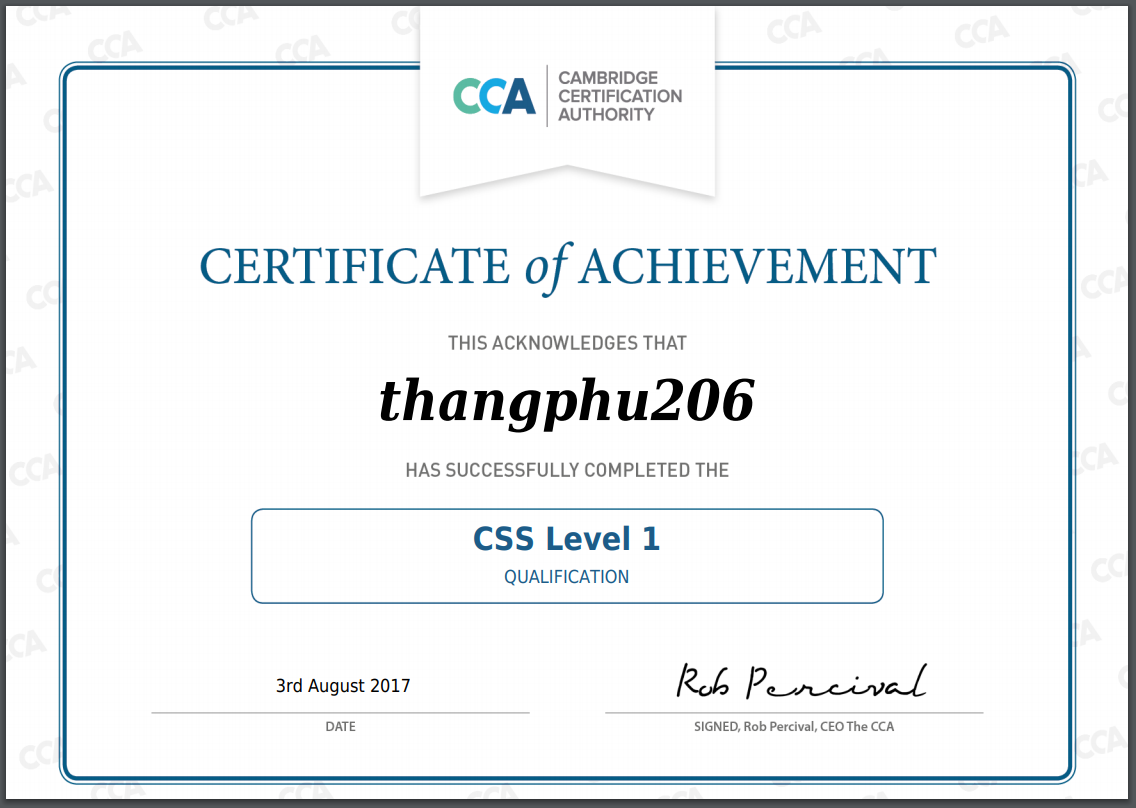 CCA
CAMBRIDGE
CERTIFICATION
AUTHORITY
CERTIFICATE of ACHIEVEMENT
THIS ACKNOWLEDGES THAT
thangphu206
HAS SUCCESSFULLY COMPLETED THE
CSS Level 1
QUALIFICATION
3rd August 2017
Rob Percival
DATE
SIGNED, Rob Percival, CEO The CCA